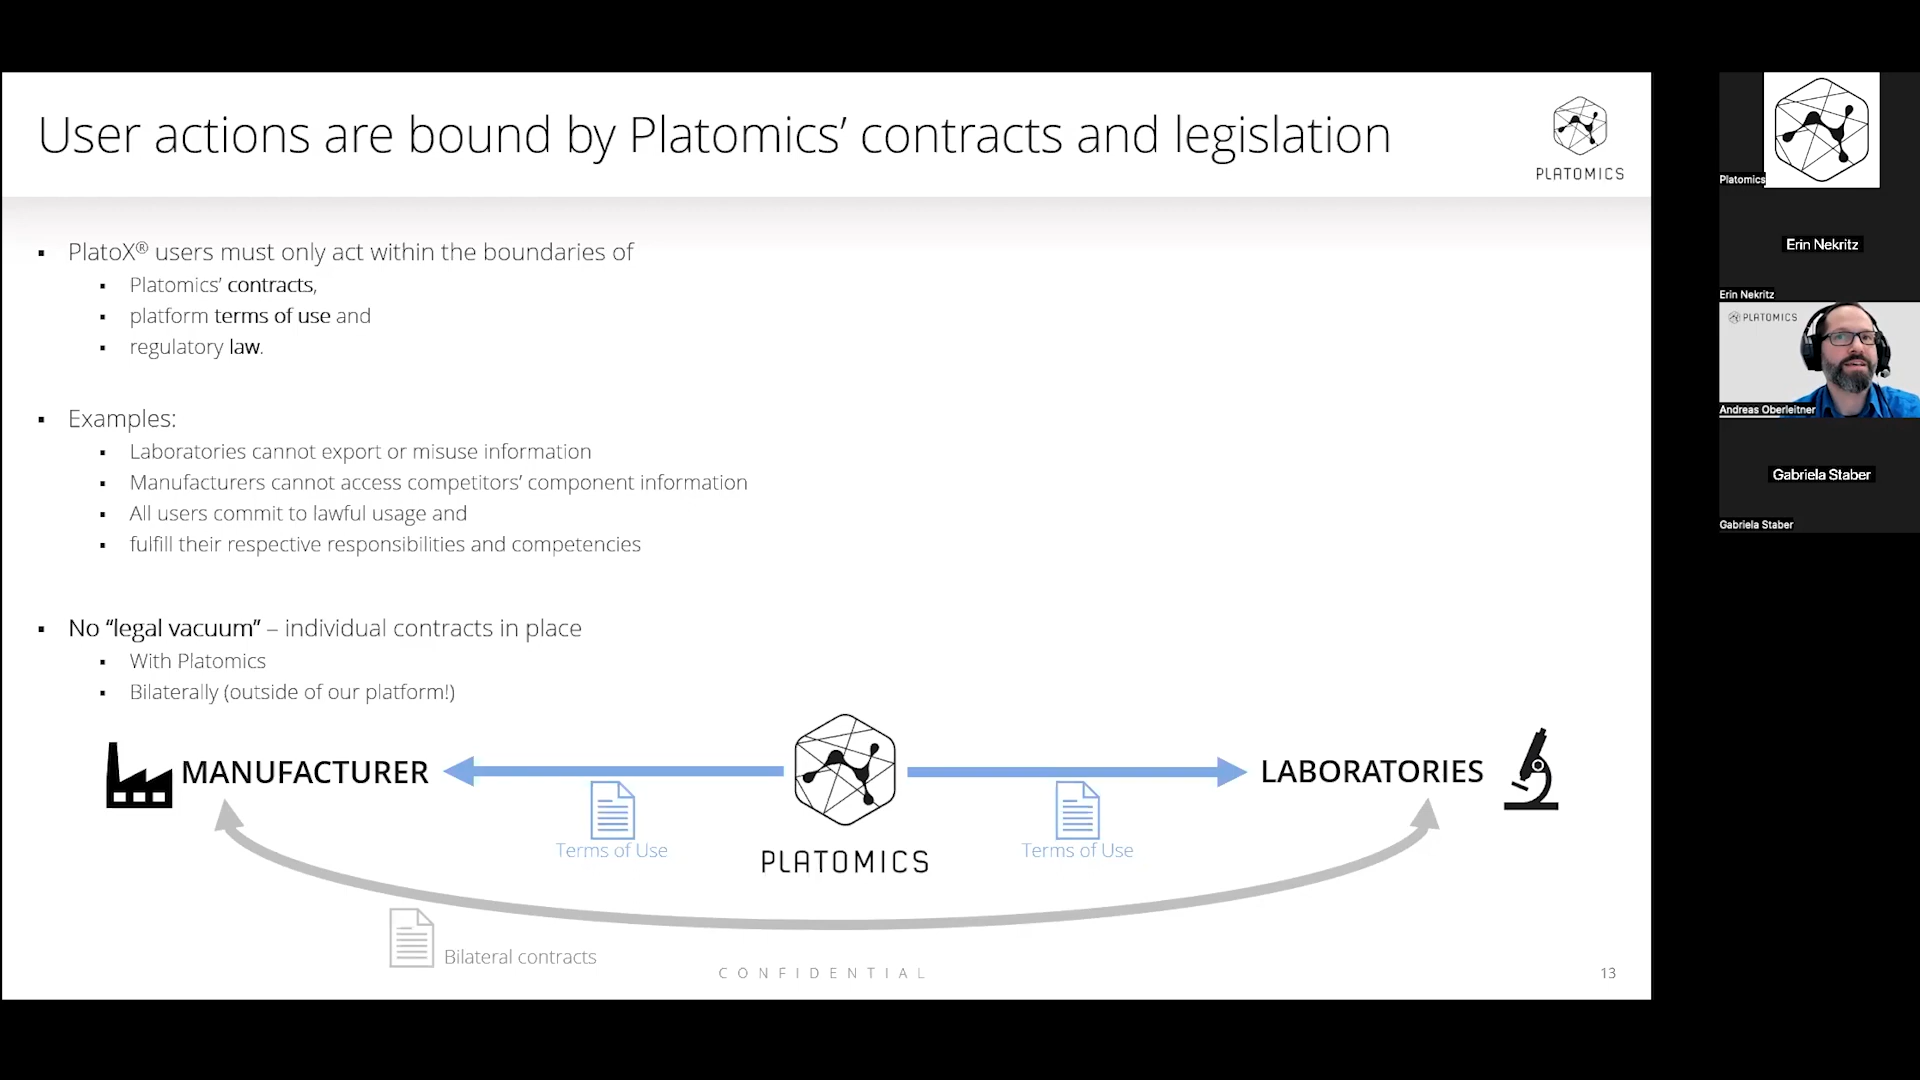 User actions are bound by Platomics’ contracts and legislation
PLATOMICS
▪ PlatoX® users must only act within the boundaries of
▪ Platomics’ contracts,
▪ platform terms of use and
▪ regulatory law.
▪ Examples:
▪ Laboratories cannot export or misuse information
▪ Manufacturers cannot access competitors’ component information
▪ All users commit to lawful usage and
▪ fulfill their respective responsibilities and competencies
▪ No “legal vacuum” – individual contracts in place
▪ With Platomics
▪ Bilaterally (outside of our platform!)
MANUFACTURER
LABORATORIES
Terms of Use
Terms of Use
PLATOMICS
Bilateral contracts
CONFIDENTIAL
13
Platomics
Erin Nekritz
Erin Nekritz
PLATOMICS
Andreas Oberleitner
Gabriela Staber
Gabriela Staber